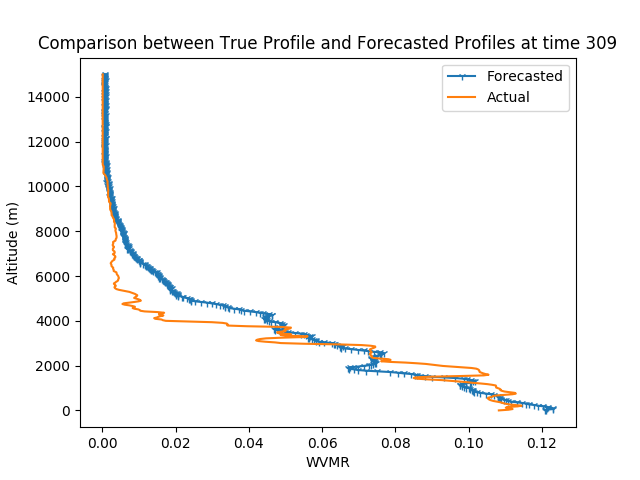 Comparison between True Profile and Forecasted Profiles at time 309
Forecasted
Actual
14000
12000
10000
8000
6000
4000
2000
0
Altitude (m)
0.00 0.02 0.04 0.06 0.08 0.10 0.12
WVMR